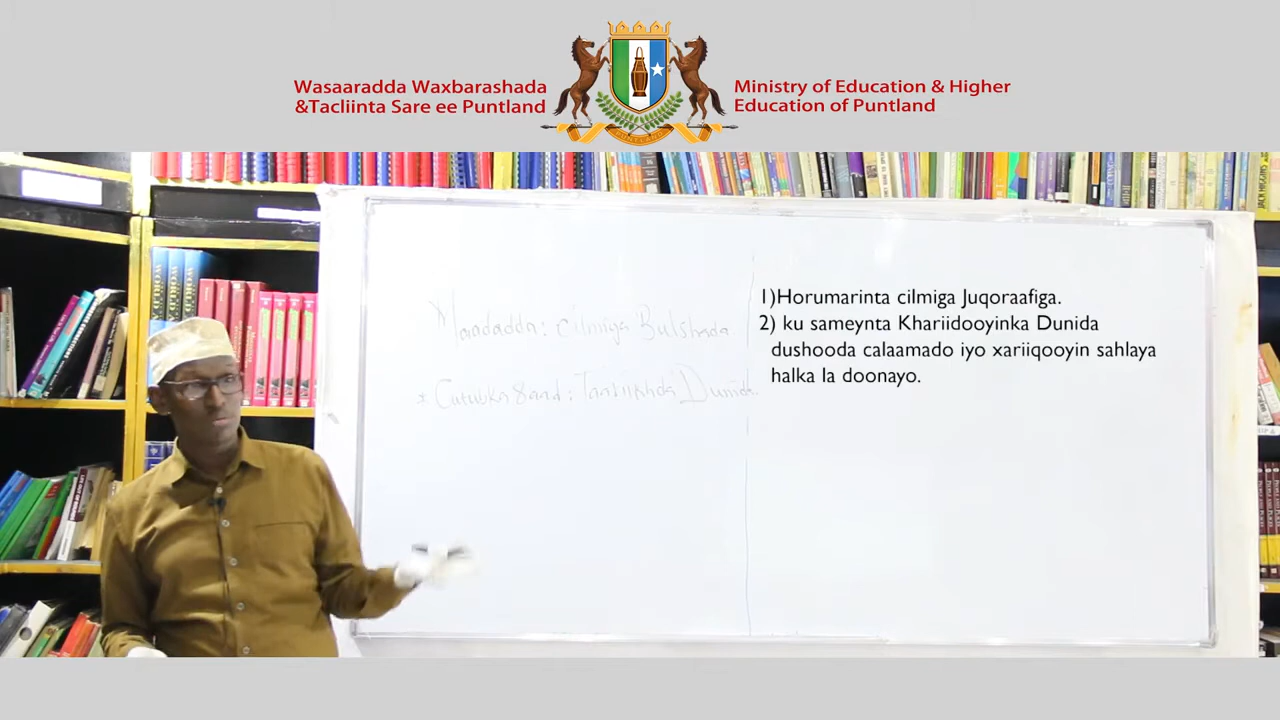 Wasaaradda Waxbarashada
&Tacliinta Sare ee Puntland
PUNTLAND
Ministry of Education & Higher
Education of Puntland
Maadadda: Cilmiga Bulshada.
* Cutubka 8aad: Taariikhda Dunida.
1)Horumarinta cilmiga Juqoraafiga.
2) ku sameynta Khariidooyinka Dunida
dushooda calaamado iyo xariiqooyin sahlaya
halka la doonayo.